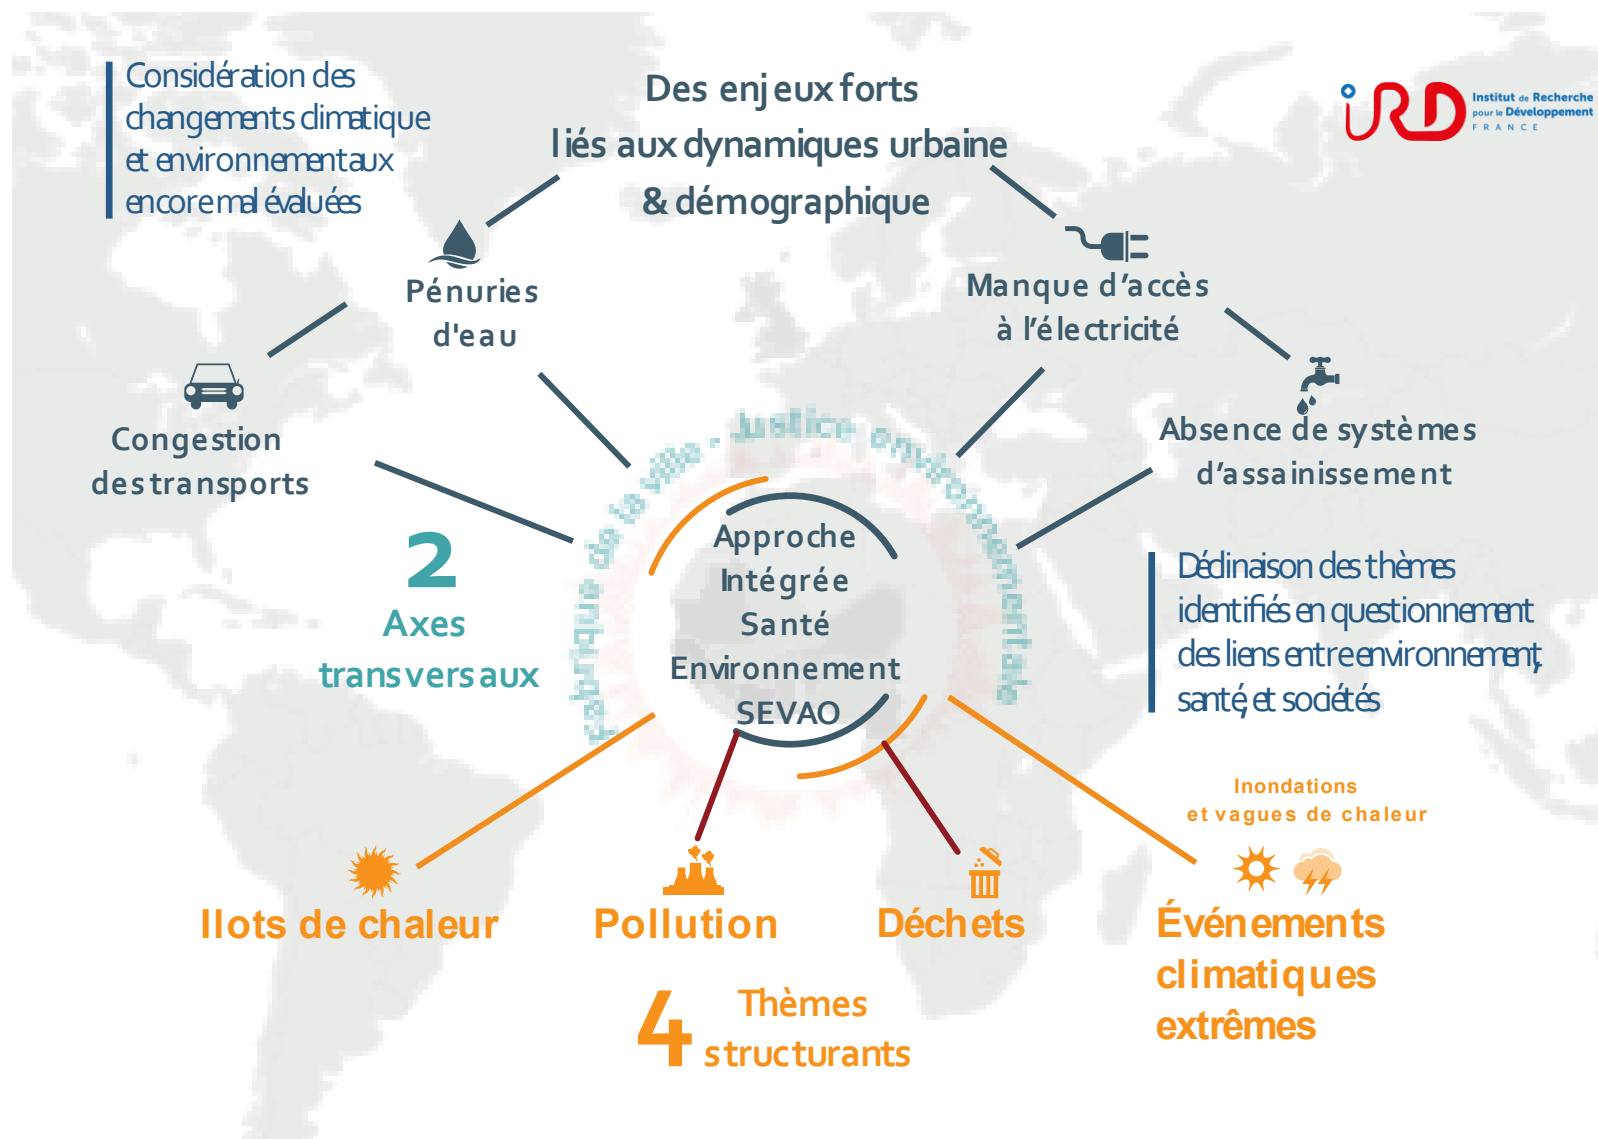 Considération des
changements climatique
et environnementaux
encore mal évaluées
Des enjeux forts
liés aux dynamiques urbaine
& démographique
iRD
Institut de Recherche
pour le Développement
FRANCE
Pénuries
d'eau
Manque d’accès
à l’électricité
Congestion
des transports
Absence de systèmes
d’assainissement
Fabrique de la ville - Justice environnementale
Approche
Intégrée
Santé
Environnement
SEVAO
2
Axes
transversaux
Déclinaison des thèmes
identifiés en questionnement
des liens entre environnement,
santé, et sociétés
Inondations
et vagues de chaleur
Ilots de chaleur
Pollution
Déchets
Événements
climatiques
extrêmes
4
Thèmes
structurants